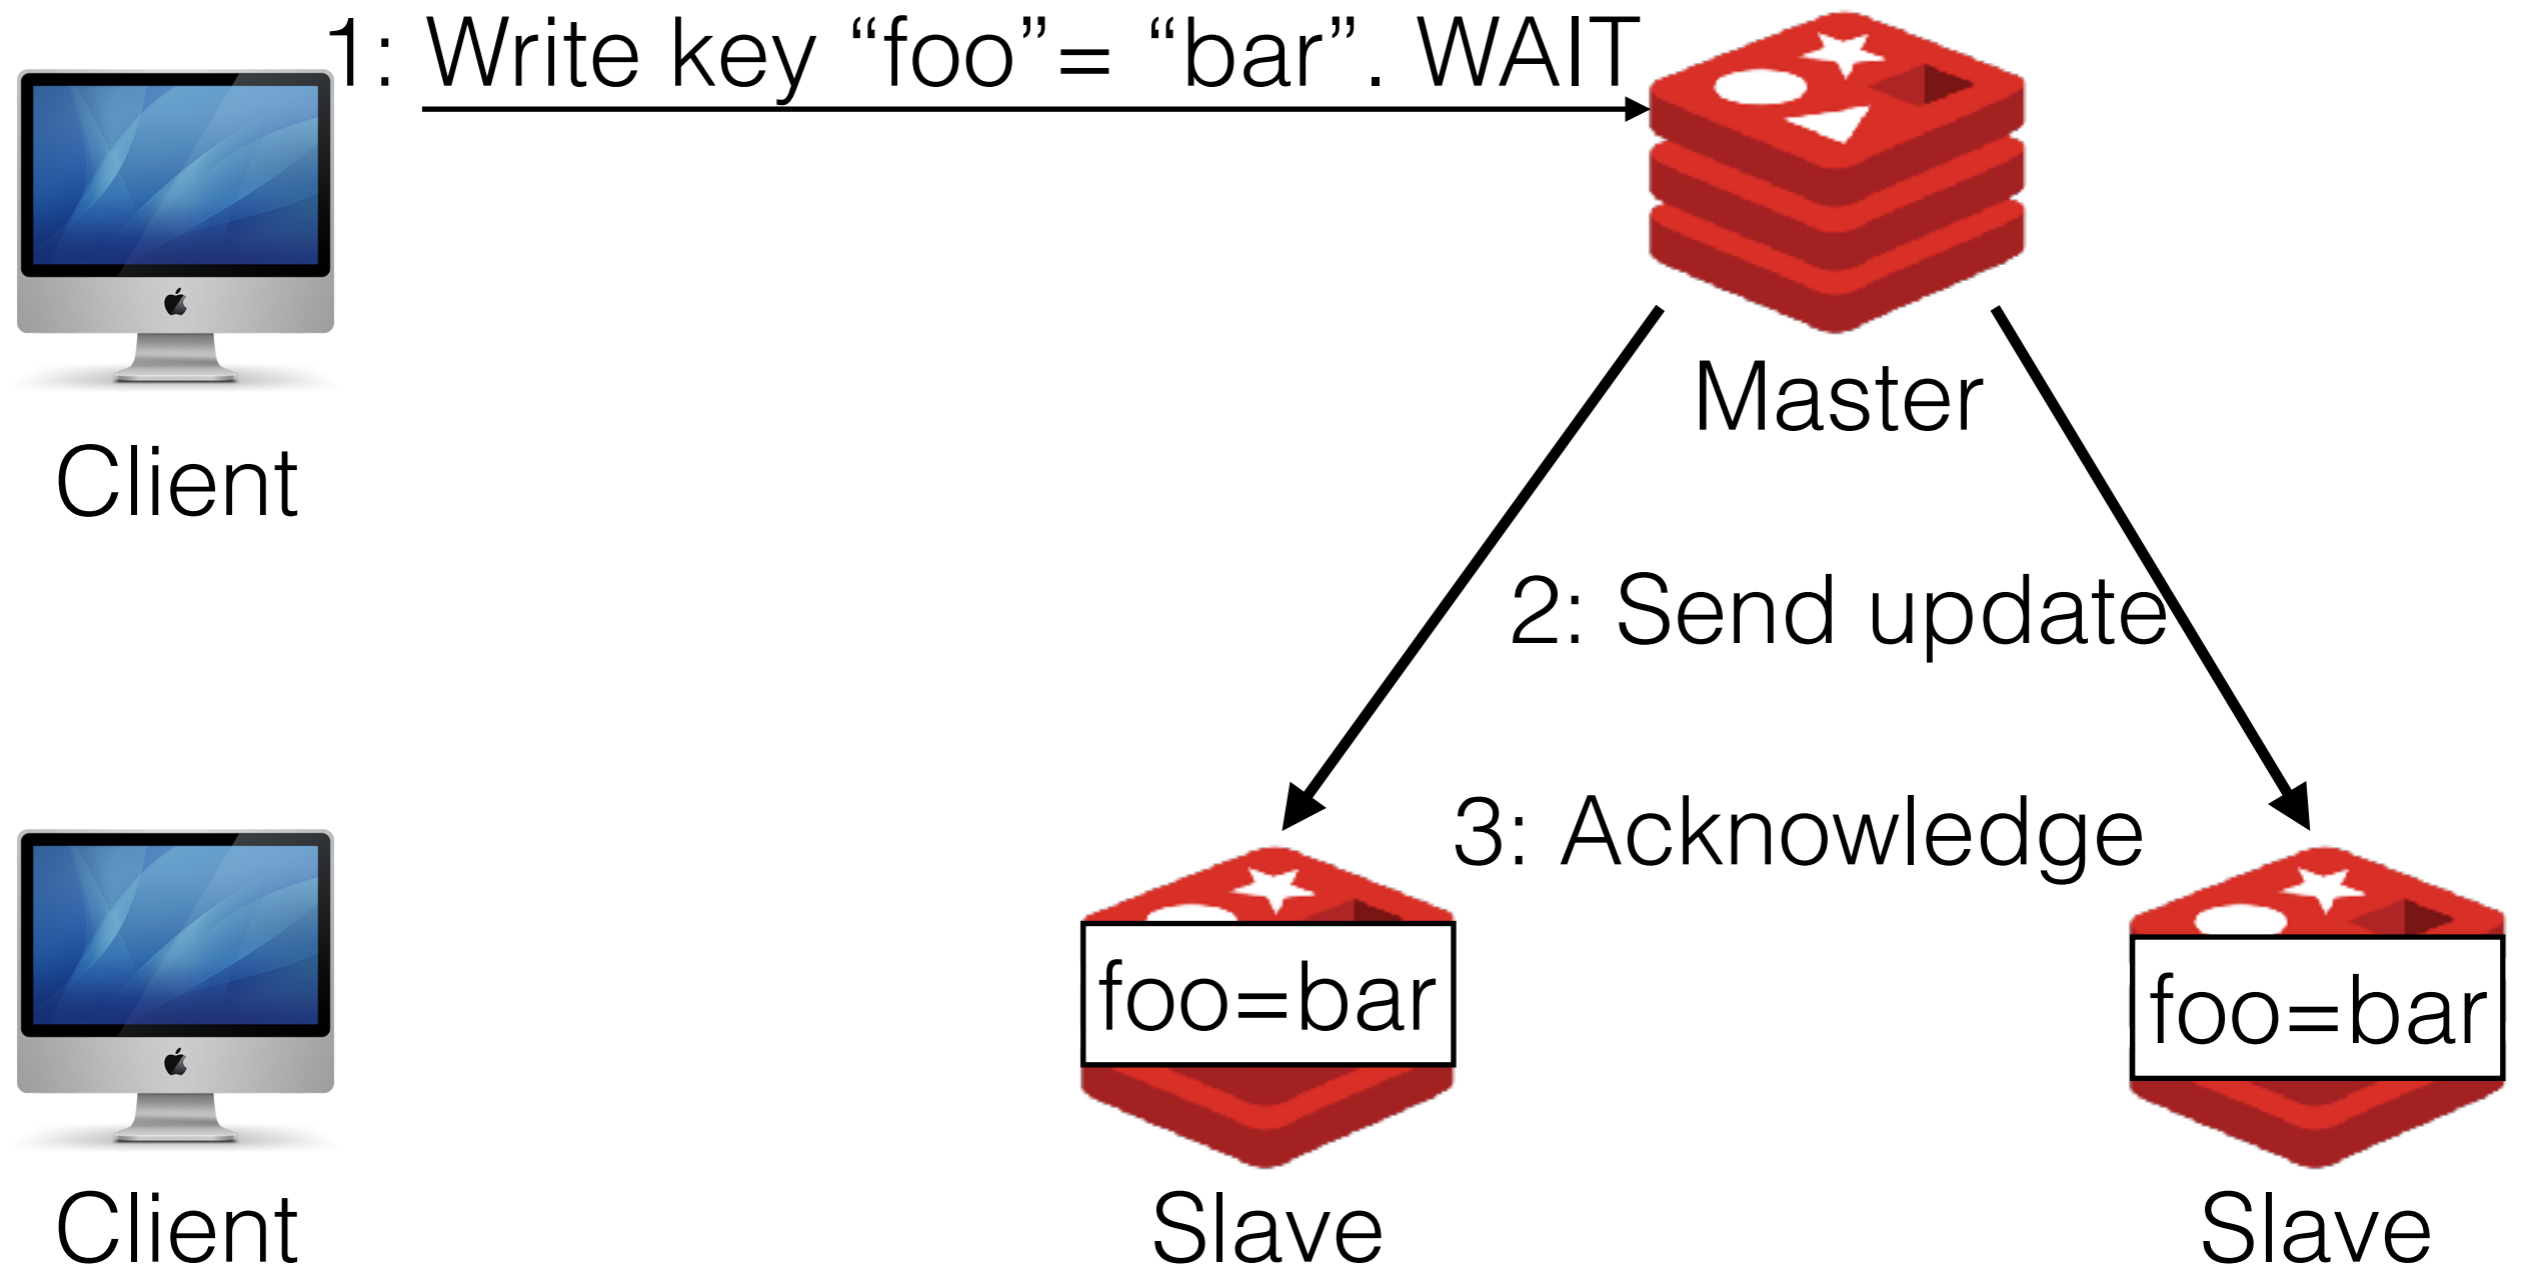 1: Write key “foo”= “bar”. WAIT
Client
Master
2: Send update
3: Acknowledge
foo=bar
foo=bar
Client
Slave
Slave